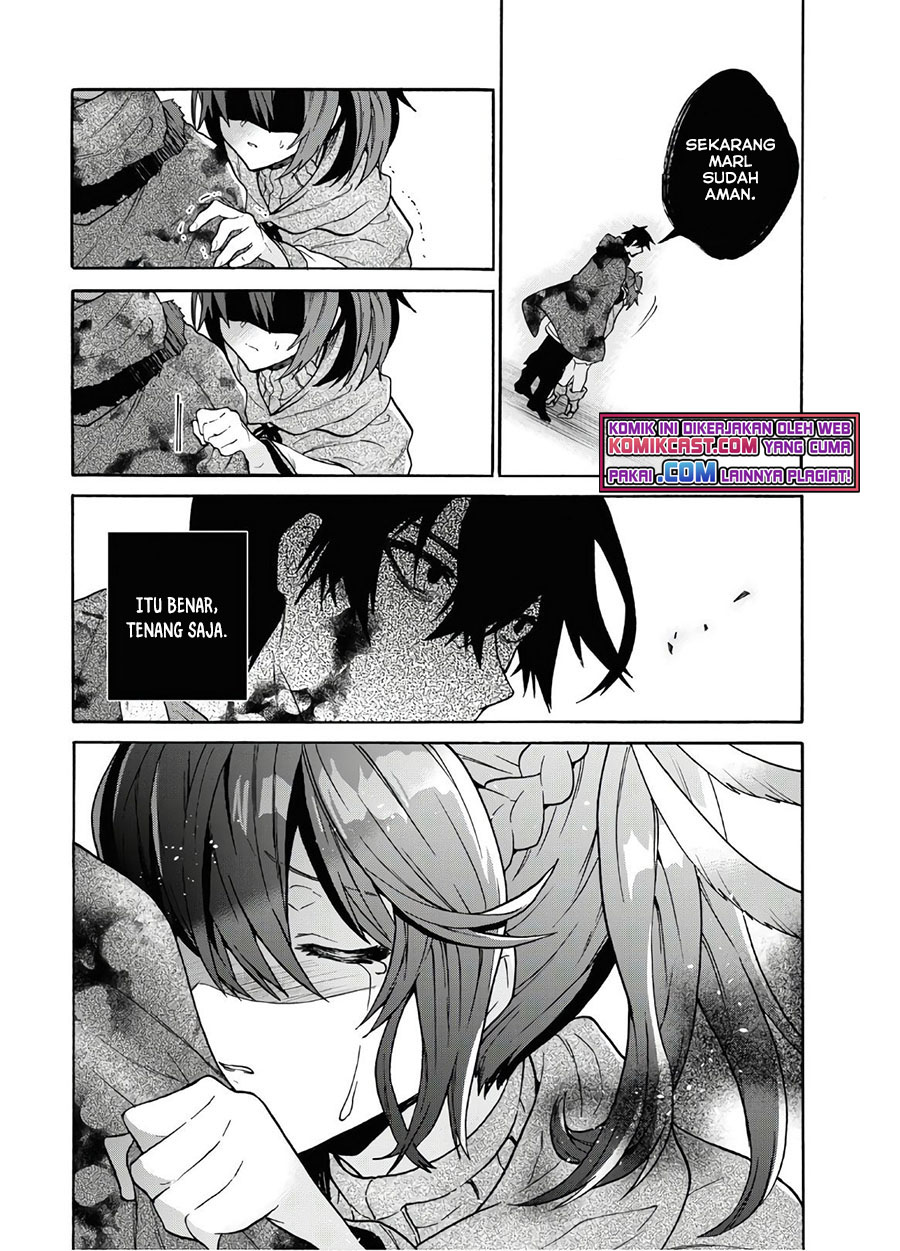 SEKARANG
MARL
SUDAH
AMAN.
KOMIK INI DIKERJAKAN OLEH WEB
KOMIKCAST.COM YANG CUMA
PAKAI .COM LAINNYA PLAGIAT!
ITU BENAR,
TENANG SAJA.